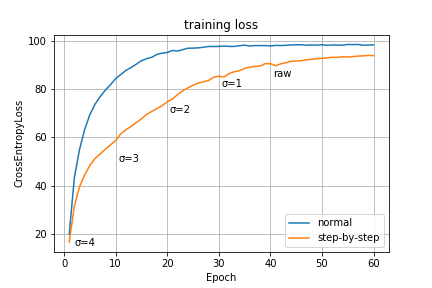 training loss
CrossEntropyLoss
100
80
60
40
20
0
10
20
30
40
50
60
Epoch
σ=4
σ=3
σ=2
σ=1
raw
normal
step-by-step